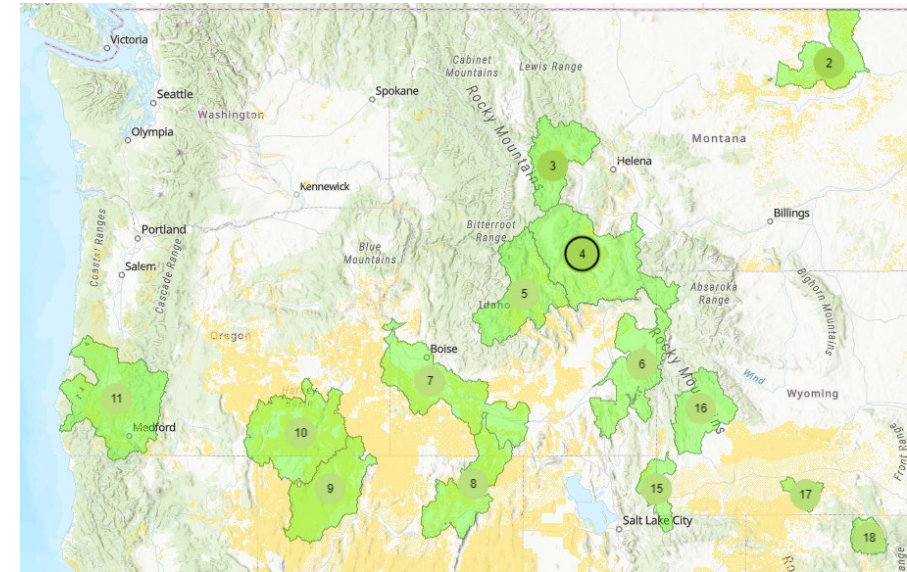 Victoria
Seattle
Olympia
Washington
Spokane
Cabinet
Mountains
Lewis Range
Rocky Mountains
2
Montana
3
Helena
Kennewick
Billings
Portland
Salem
Coastal Ranges
Cascade Range
Blue
Mountains
Bitterroot
Range
4
5
Idaho
Absaroka
Range
Bighorn Mountains
Oregon
Boise
7
6
Rocky Mountains
Wind
Wyoming
11
Medford
10
16
Front Range
9
8
15
17
Salt Lake City
18